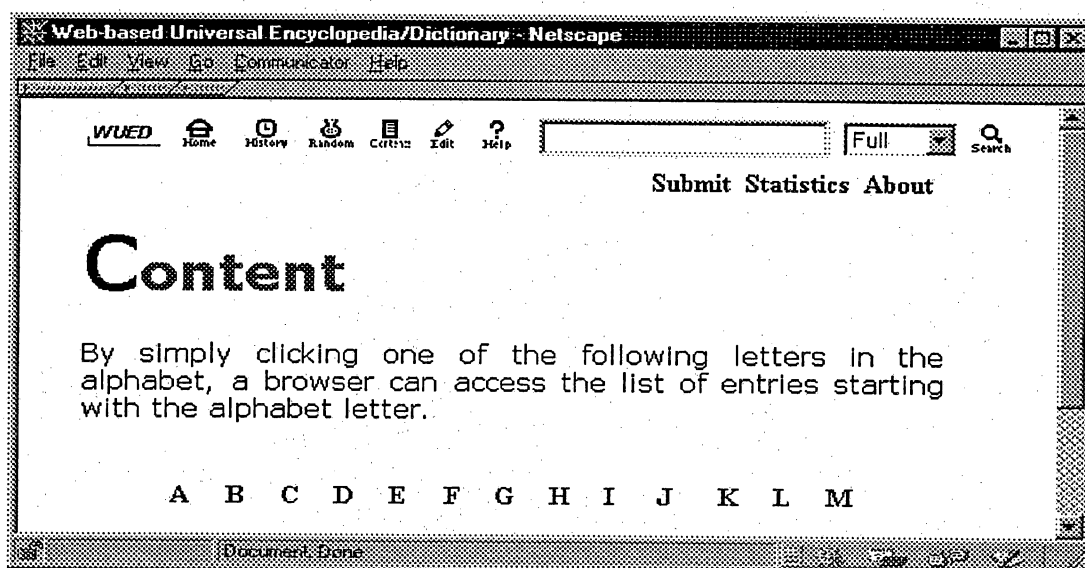 Web-based Universal Encyclopedia/Dictionary - Netscape
File Edit View Go Communicator Help
WUED Home History Random Edit Help Full Search
Submit Statistics About
Content
By simply clicking one of the following letters in the
alphabet, a browser can access the list of entries starting
with the alphabet letter.
A B C D E F G H I J K L M
Document: Done